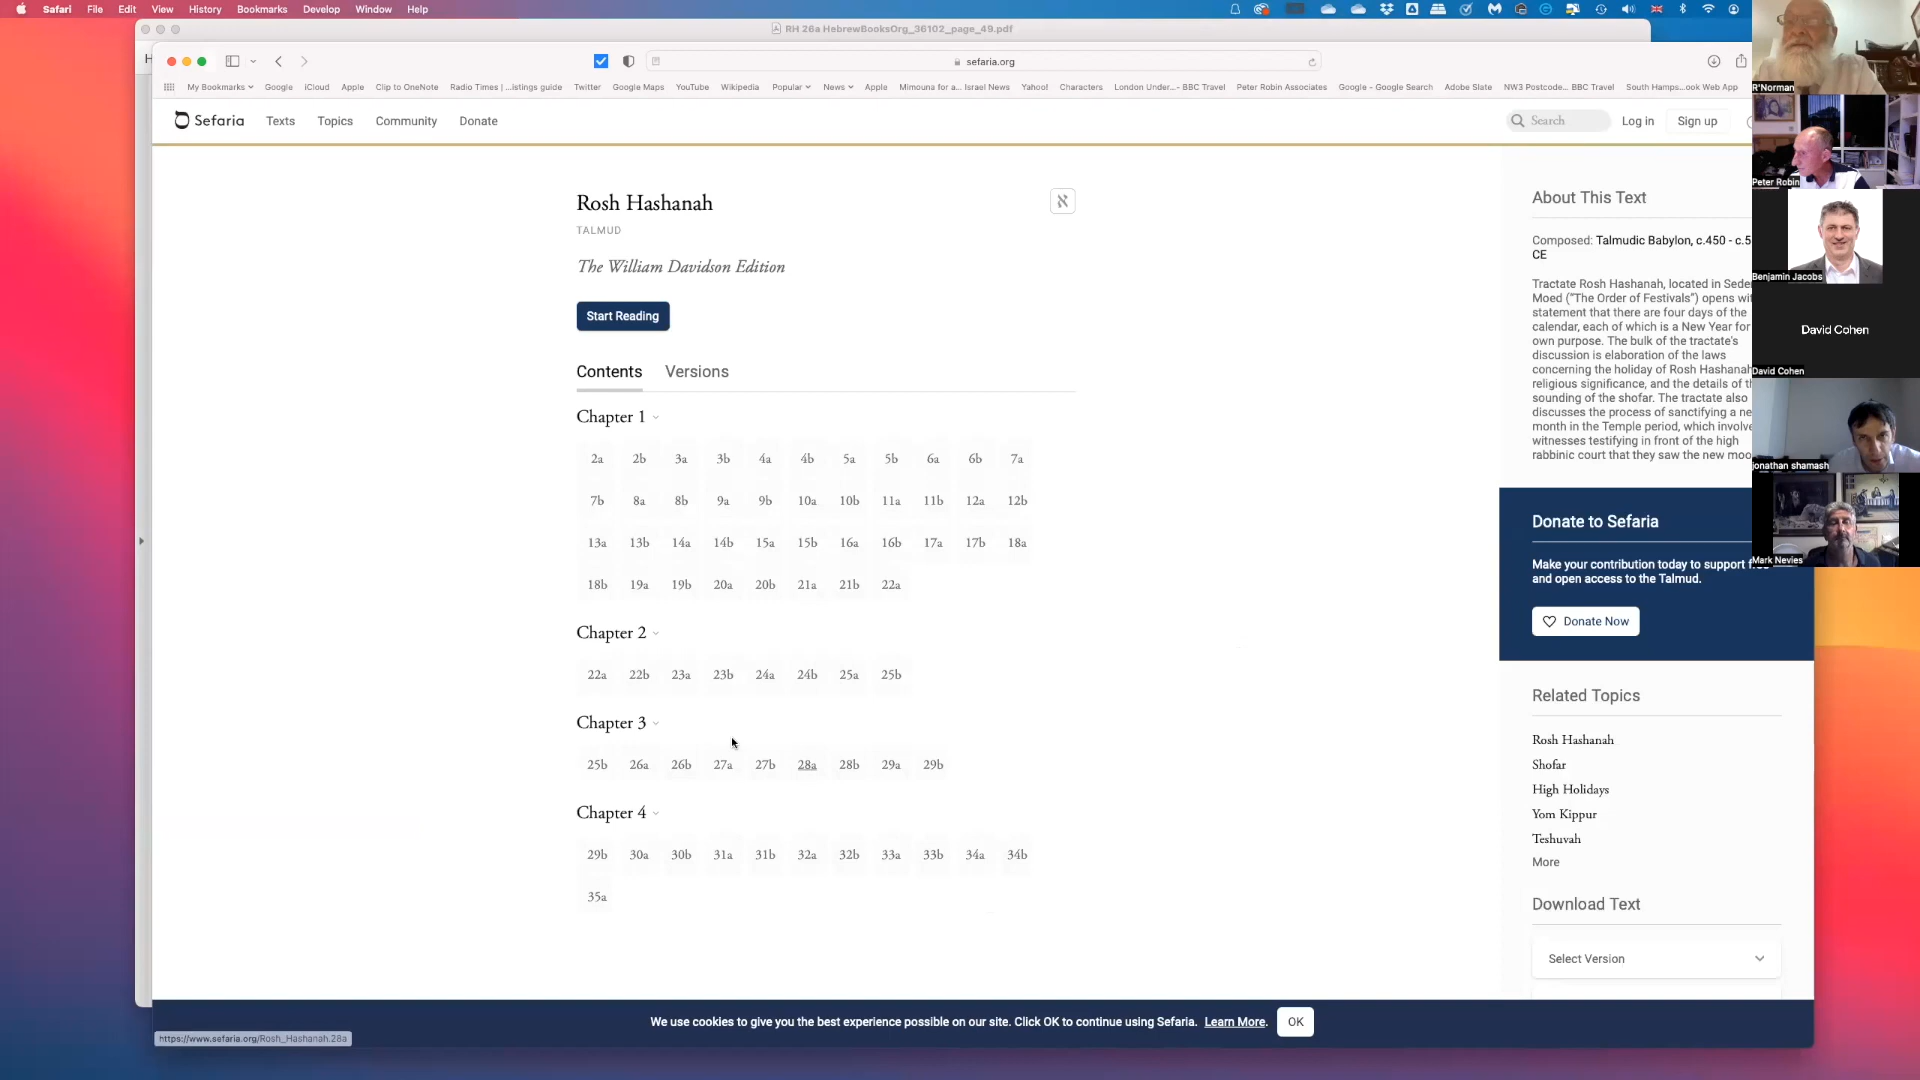 Safari File Edit View History Bookmarks Develop Window Help
RH 26a HebrewBooksOrg_36102_page_49.pdf
sefaria.org
My Bookmarks Google iCloud Apple Clip to OneNote Radio Times | ...listings guide Twitter Google Maps YouTube Wikipedia Popular News Apple Mimouna for a... Israel News Yahoo! Characters London Under...- BBC Travel Peter Robin Associates Google - Google Search Adobe Slate NW3 Postcode... BBC Travel South Hamps...ook Web App
Sefaria Texts Topics Community Donate Search Log in Sign up
Rosh Hashanah
א
TALMUD
The William Davidson Edition
Start Reading
Contents Versions
Chapter 1
2a 2b 3a 3b 4a 4b 5a 5b 6a 6b 7a
7b 8a 8b 9a 9b 10a 10b 11a 11b 12a 12b
13a 13b 14a 14b 15a 15b 16a 16b 17a 17b 18a
18b 19a 19b 20a 20b 21a 21b 22a
Chapter 2
22a 22b 23a 23b 24a 24b 25a 25b
Chapter 3
25b 26a 26b 27a 27b 28a 28b 29a 29b
Chapter 4
29b 30a 30b 31a 31b 32a 32b 33a 33b 34a 34b
35a
About This Text
Composed: Talmudic Babylon, c.450 - c.5
CE
Tractate Rosh Hashanah, located in Seder
Moed ("The Order of Festivals") opens wi
statement that there are four days of the
calendar, each of which is a New Year for
own purpose. The bulk of the tractate's
discussion is elaboration of the laws
concerning the holiday of Rosh Hashanah
religious significance, and the details of th
sounding of the shofar. The tractate also
discusses the process of sanctifying a ne
month in the Temple period, which involve
witnesses testifying in front of the high
rabbinic court that they saw the new moo
Donate to Sefaria
Make your contribution today to support
and open access to the Talmud.
Donate Now
Related Topics
Rosh Hashanah
Shofar
High Holidays
Yom Kippur
Teshuvah
More
Download Text
Select Version
R'Norman
Peter Robin
Benjamin Jacobs
David Cohen
David Cohen
jonathan shamash
Mark Nevies
We use cookies to give you the best experience possible on our site. Click OK to continue using Sefaria. Learn More. OK
https://www.sefaria.org/Rosh_Hashanah.28a